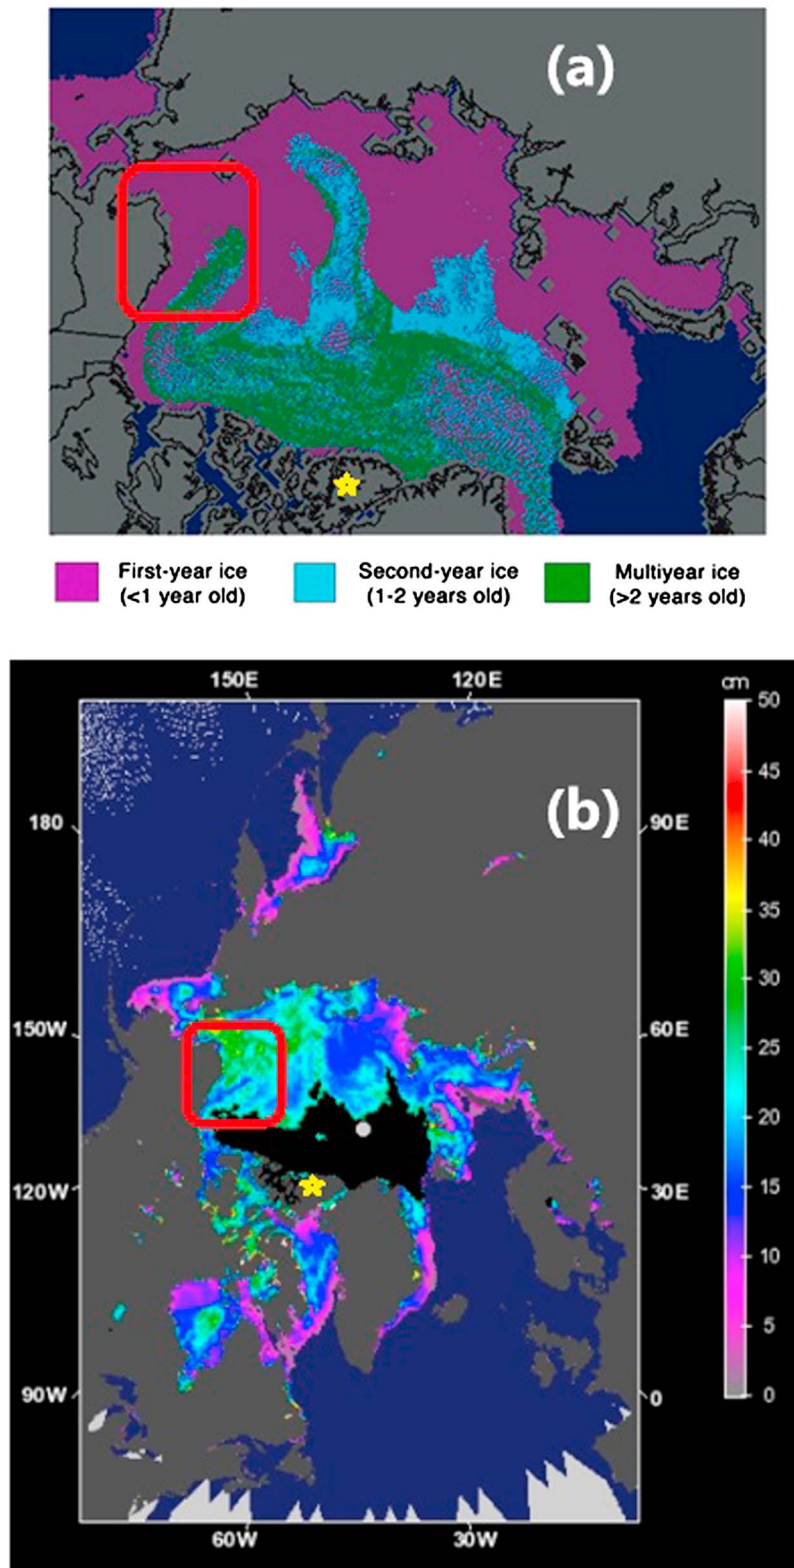 (a)
First-year ice
(<1 year old)
Second-year ice
(1-2 years old)
Multiyear ice
(>2 years old)
150E
120E
cm
50
45
40
35
30
25
20
15
10
5
0
(b)
180
90E
150W
60E
120W
30E
90W
0
60W
30W